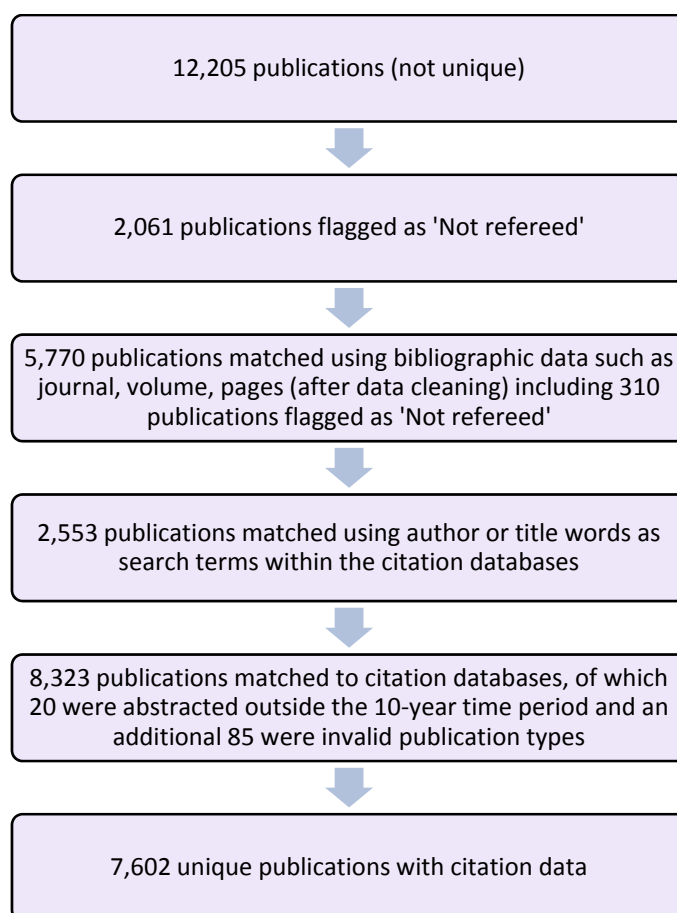 12,205 publications (not unique)
2,061 publications flagged as 'Not refereed'
5,770 publications matched using bibliographic data such as
journal, volume, pages (after data cleaning) including 310
publications flagged as 'Not refereed'
2,553 publications matched using author or title words as
search terms within the citation databases
8,323 publications matched to citation databases, of which
20 were abstracted outside the 10-year time period and an
additional 85 were invalid publication types
7,602 unique publications with citation data